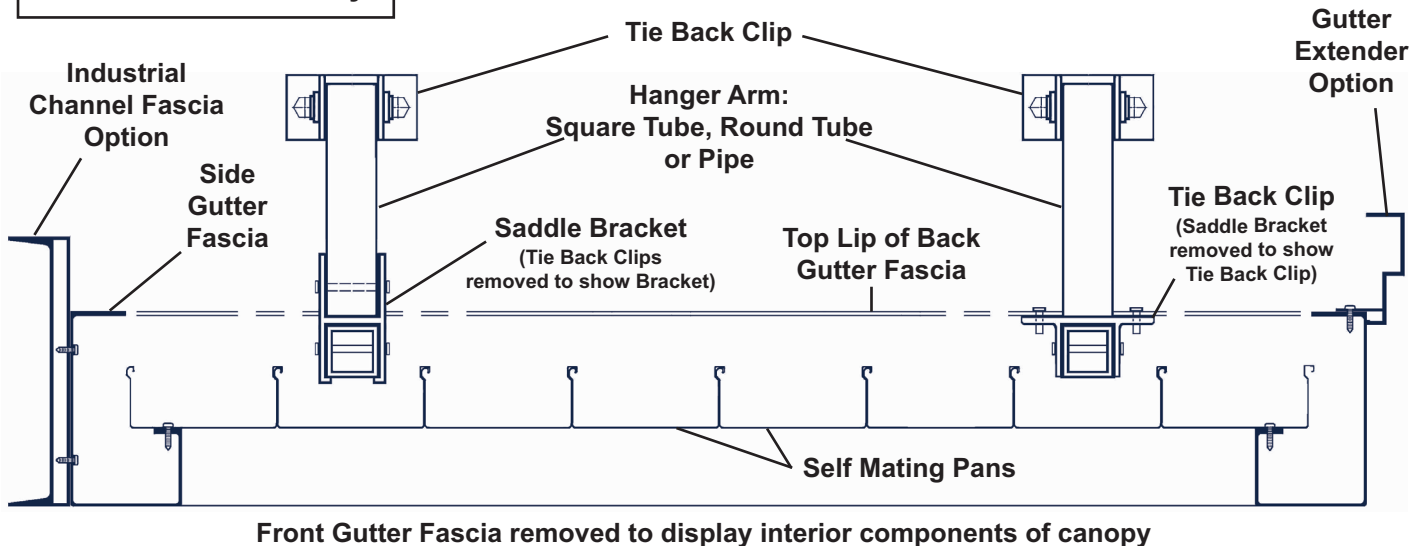 Tie Back Clip
Gutter
Extender
Option
Industrial
Channel Fascia
Option
Hanger Arm:
Square Tube, Round Tube
or Pipe
Side
Gutter
Fascia
Saddle Bracket
(Tie Back Clips
removed to show Bracket)
Top Lip of Back
Gutter Fascia
Tie Back Clip
(Saddle Bracket
removed to show
Tie Back Clip)
Self Mating Pans
Front Gutter Fascia removed to display interior components of canopy